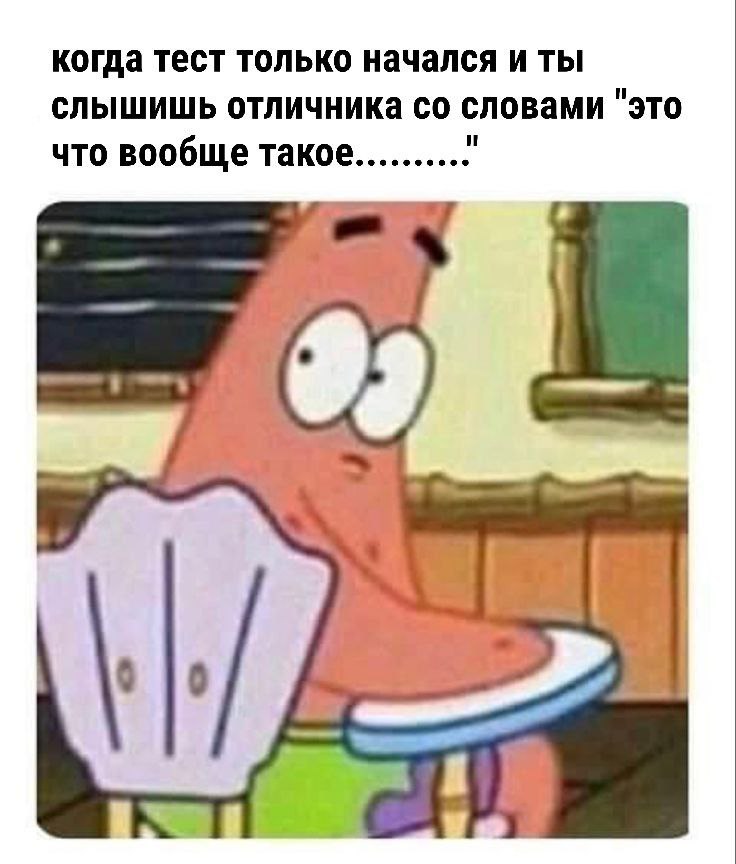 когда тест только начался и ты
слышишь отличника со словами "это
что вообще такое.........."